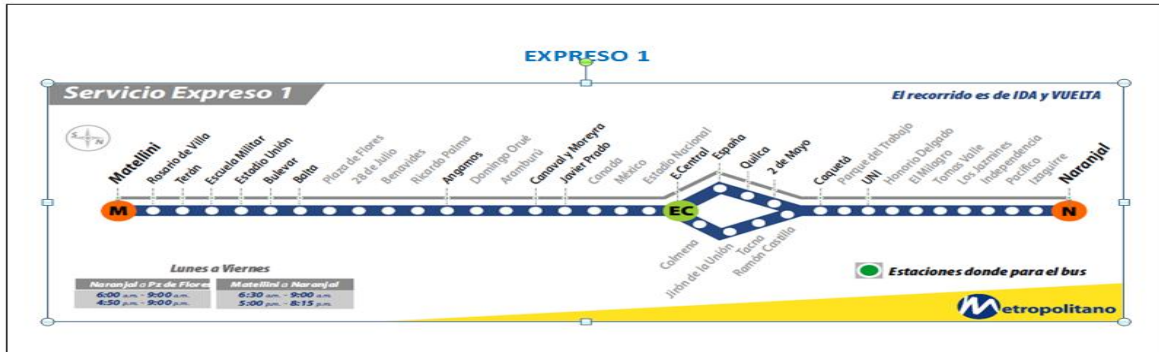 EXPRESO 1
Servicio Expreso 1
El recorrido es de IDA y VUELTA
S N
Matellini
Rosario de Villa
Terán
Escuela Militar
Estadio Unión
Bulevar
Balta
Plaza de Flores
28 de Julio
Benavides
Ricardo Palma
Angamos
Domingo Orué
Aramburú
Canaval y Moreyra
Javier Prado
Canadá
México
Estadio Nacional
E.Central
España
Quilca
2 de Mayo
Coquetá
Parque del Trabajo
UNI
Honorio Delgado
El Milagro
Tomas Valle
Los Jazmines
Independencia
Pacífico
Izaguirre
Naranjal
M
EC
N
Colmena
Jirón de la Unión
Tacna
Ramón Castilla
Lunes a Viernes
Naranjal a Pz de Flores
Matellini a Naranjal
6:00 a.m. - 9:00 a.m.
6:30 a.m. - 9:00 a.m.
4:50 p.m. - 9:00 p.m.
5:00 p.m. - 8:15 p.m.
Estaciones donde para el bus
Metropolitano